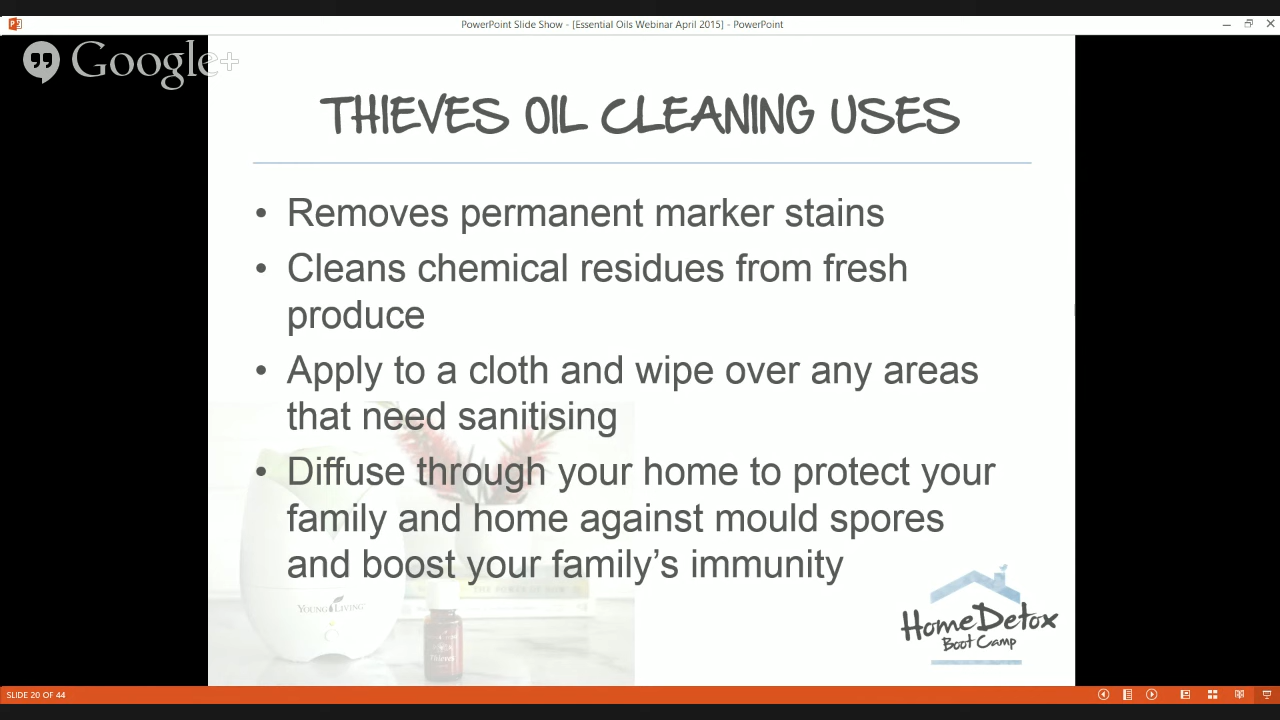 PowerPoint Slide Show - [Essential Oils Webinar April 2015] - PowerPoint
Google+
THIEVES OIL CLEANING USES
• Removes permanent marker stains
• Cleans chemical residues from fresh
produce
• Apply to a cloth and wipe over any areas
that need sanitising
• Diffuse through your home to protect your
family and home against mould spores
and boost your family's immunity
YOUNG LIVING
Thieves
HomeDetox
Boot Camp
SLIDE 20 OF 44